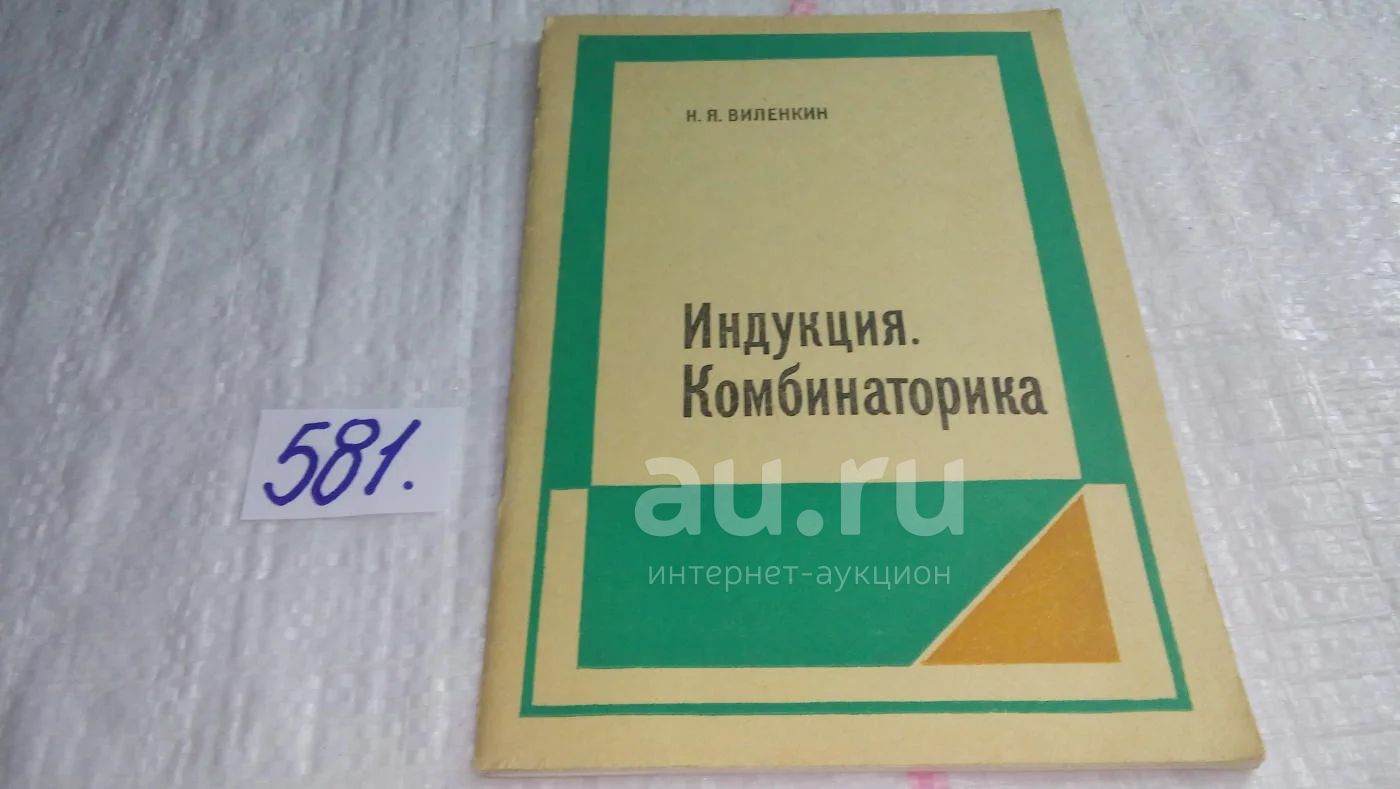 Н. Я. ВИЛЕНКИН
Индукция.
Комбинаторика
581.
au.ru
интернет-аукцион